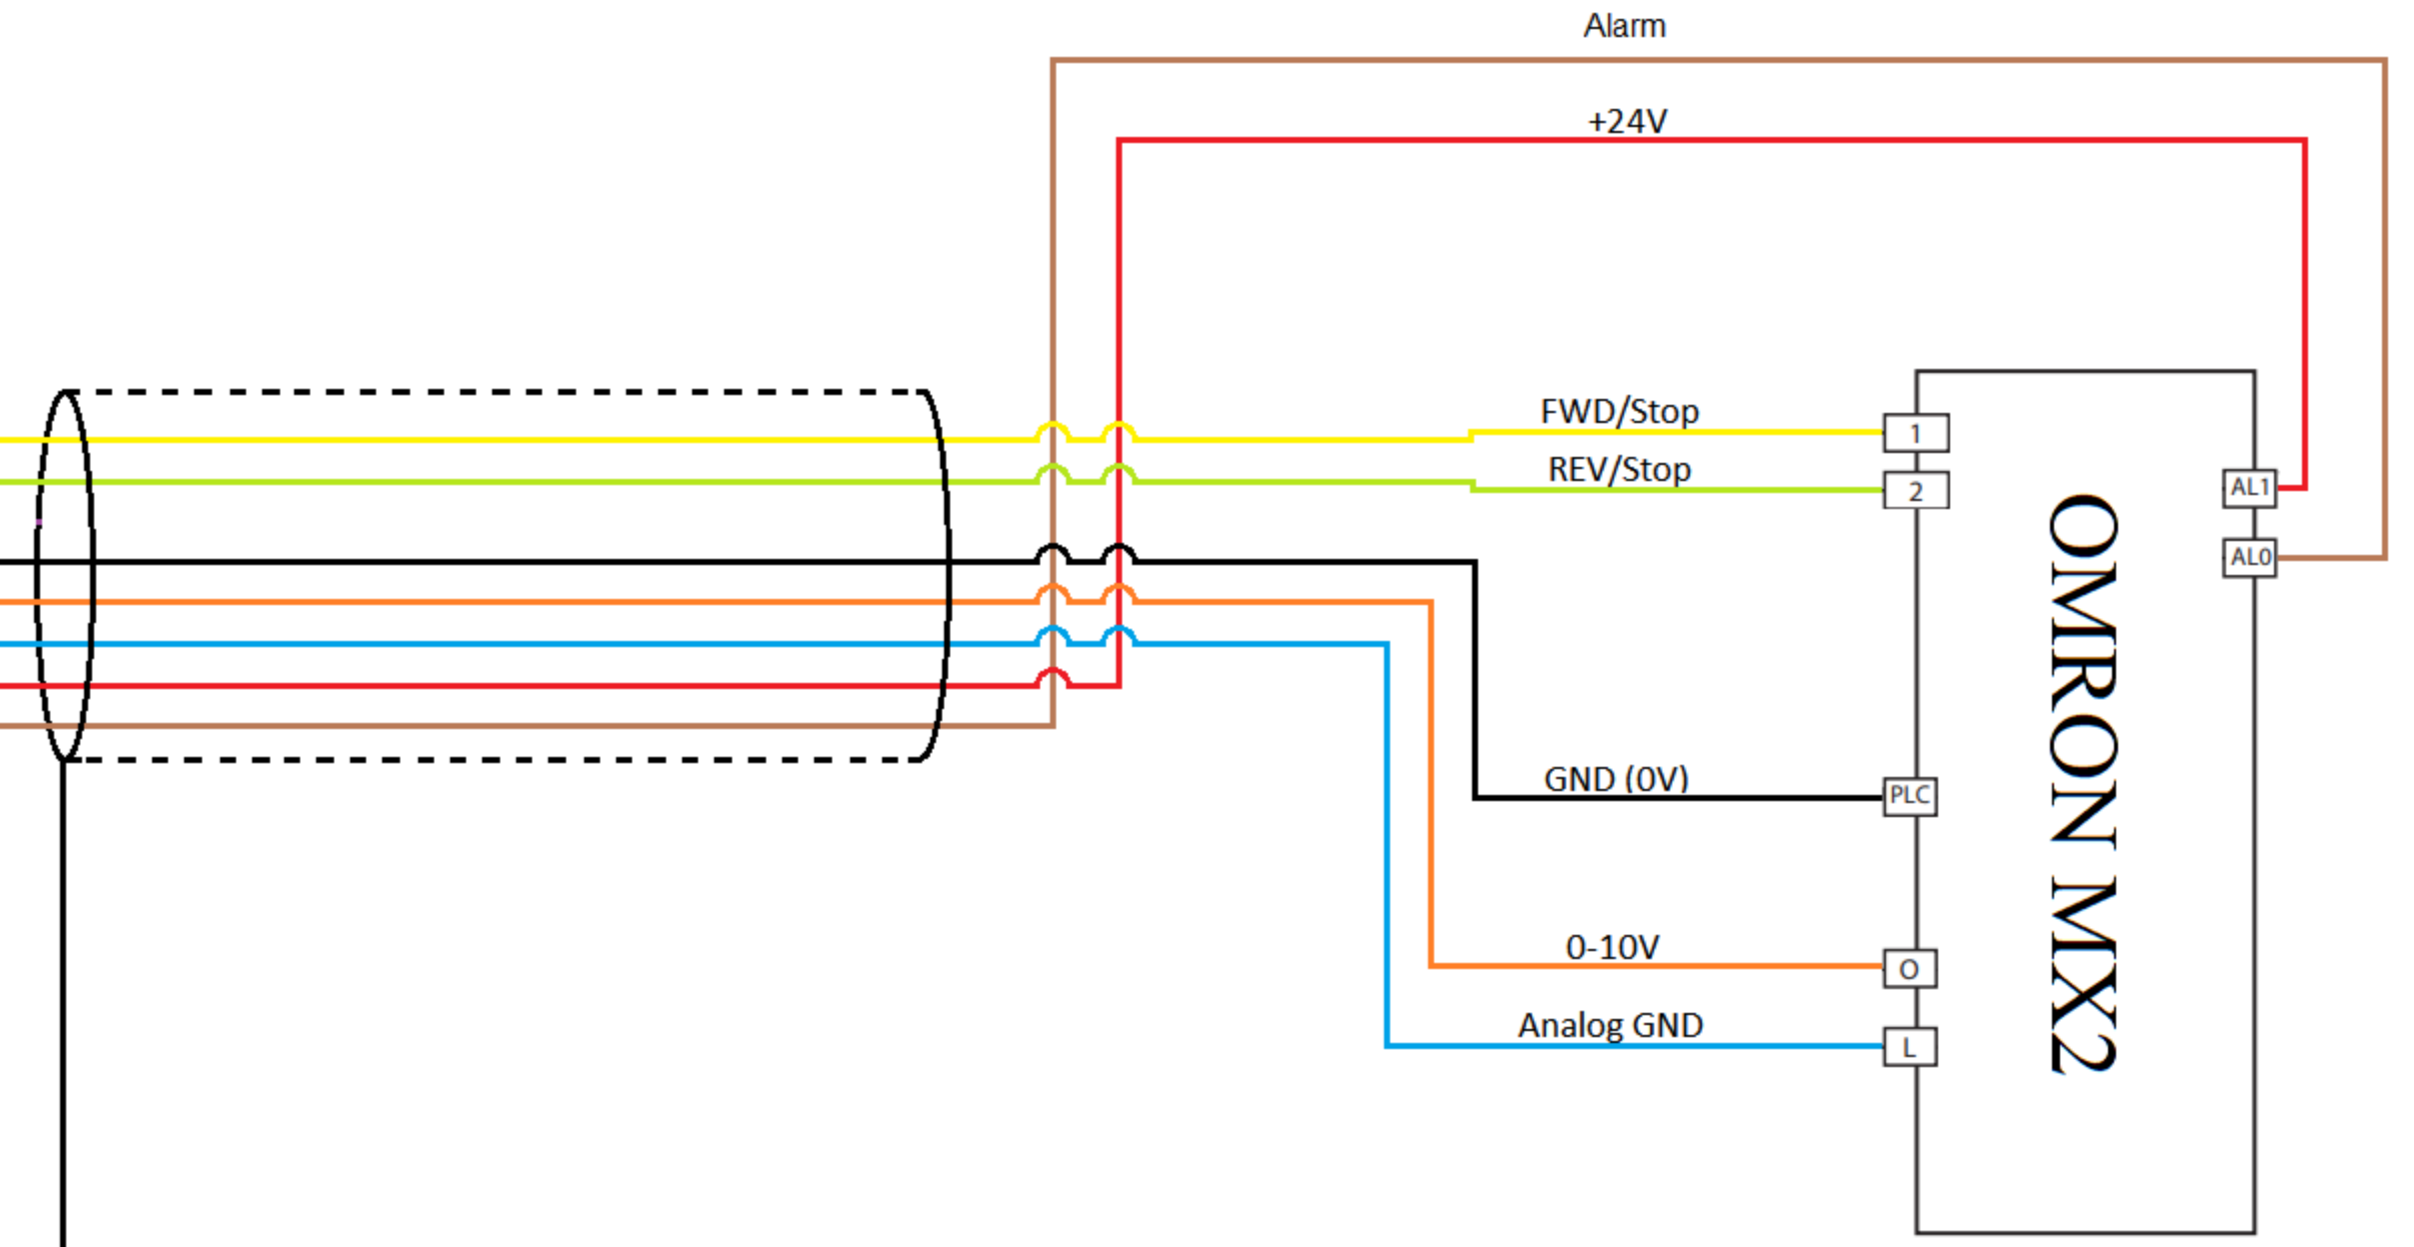 Alarm
+24V
FWD/Stop
1
REV/Stop
2
AL1
AL0
OMRON MX2
GND (0V)
PLC
0-10V
O
Analog GND
L